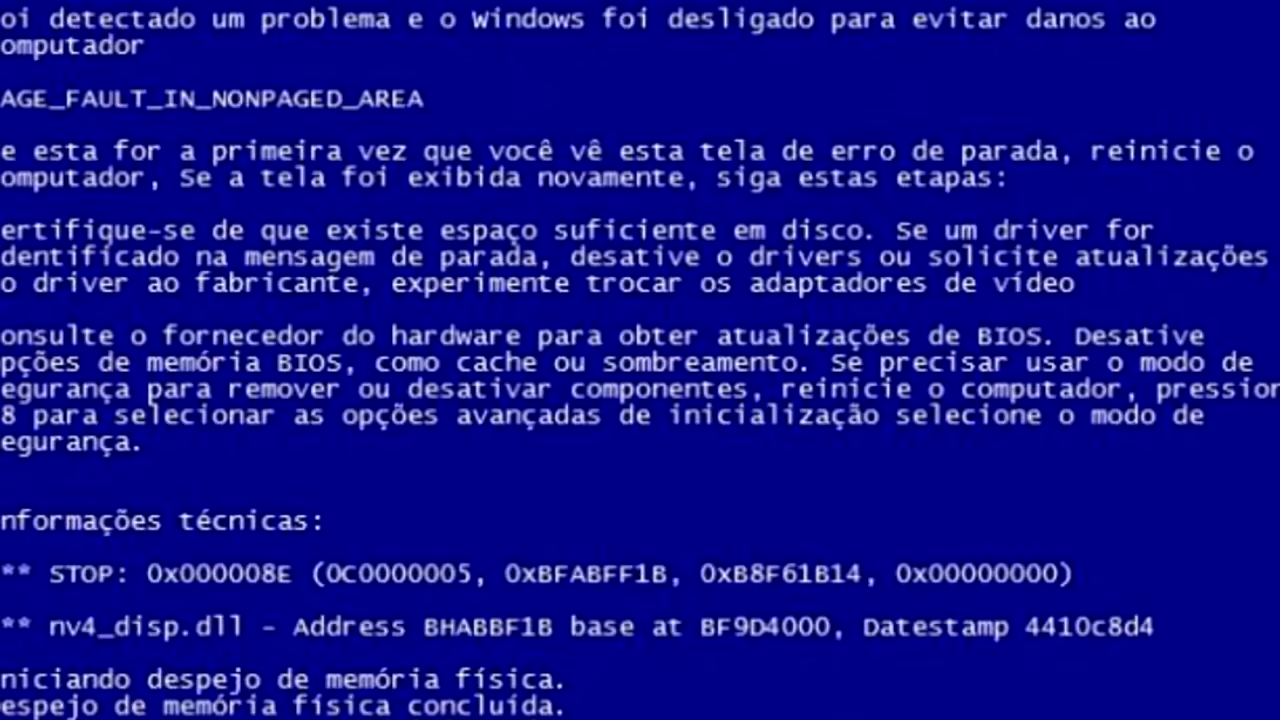 oi detectado um problema e o Windows foi desligado para evitar danos ao
omputador
AGE_FAULT_IN_NONPAGED_AREA
e esta for a primeira vez que você vê esta tela de erro de parada, reinicie o
omputador, Se a tela foi exibida novamente, siga estas etapas:
ertifique-se de que existe espaço suficiente em disco. Se um driver for
dentificado na mensagem de parada, desative o drivers ou solicite atualizações
o driver ao fabricante, experimente trocar os adaptadores de vídeo
onsulte o fornecedor do hardware para obter atualizações de BIOS. Desative
pções de memória BIOS, como cache ou sombreamento. Se precisar usar o modo de
egurança para remover ou desativar componentes, reinicie o computador, pression
8 para selecionar as opções avançadas de inicialização selecione o modo de
egurança.
nformações técnicas:
** STOP: 0x000008E (0C0000005, 0xBFABFF1B, 0xB8F61B14, 0x00000000)
** nv4_disp.dll - Address BHABBF1B base at BF9D4000, Datestamp 4410c8d4
niciando despejo de memória física.
espejo de memória física concluída.